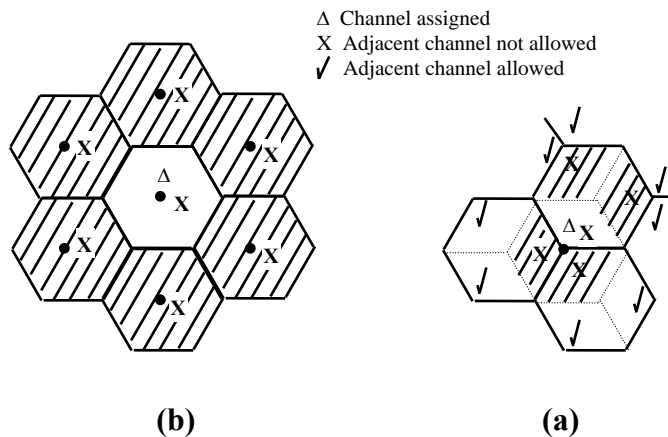 Δ Channel assigned
X Adjacent channel not allowed
✓ Adjacent channel allowed
X
X
X
Δ
X
X
X
X
X
X
Δ X
X
X
(b)
(a)